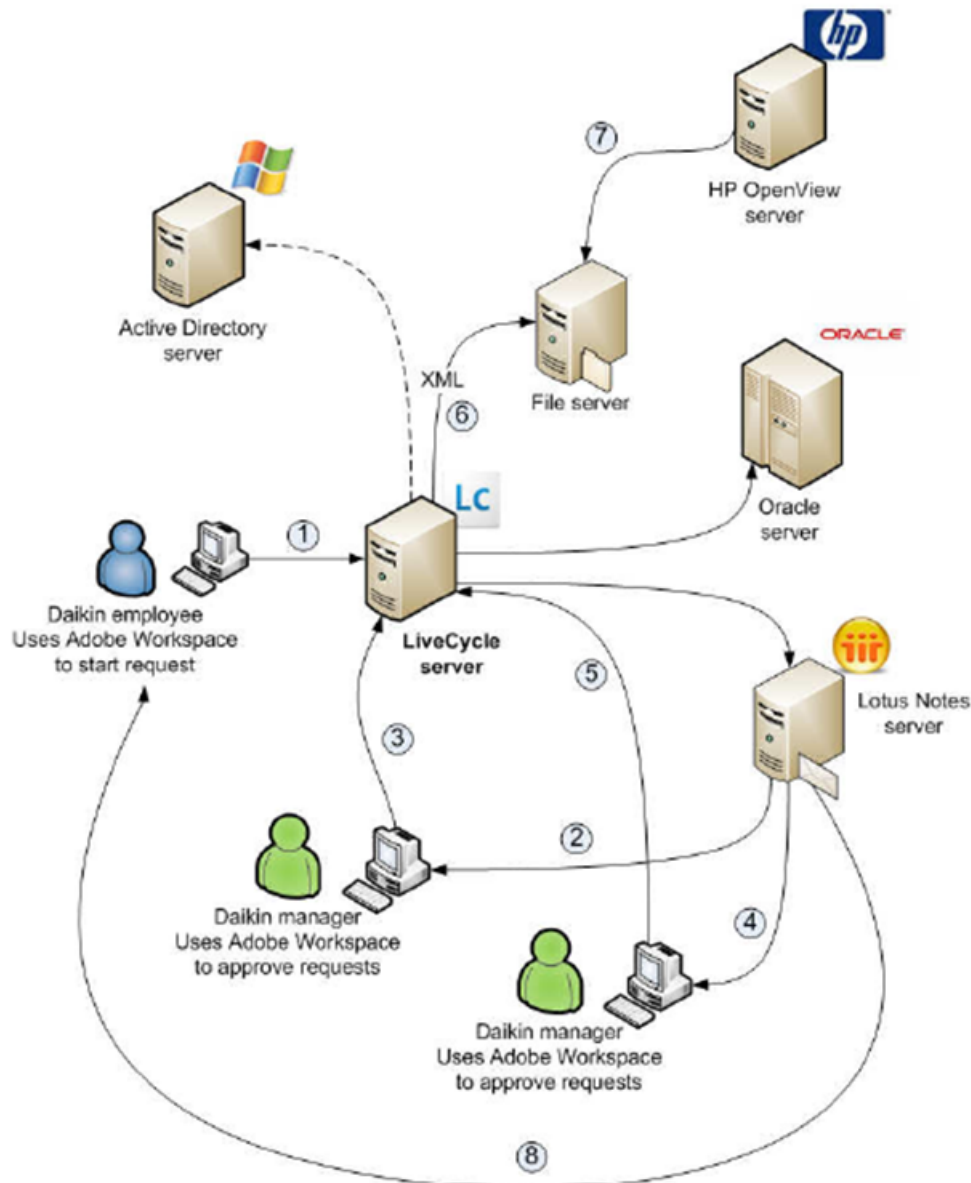 hp
7
HP OpenView
server
Active Directory
server
ORACLE
XML
File server
6
LC
Oracle
server
1
Daikin employee
Uses Adobe Workspace
to start request
LiveCycle
server
5
Lotus Notes
server
3
2
Daikin manager
Uses Adobe Workspace
to approve requests
4
Daikin manager
Uses Adobe Workspace
to approve requests
8